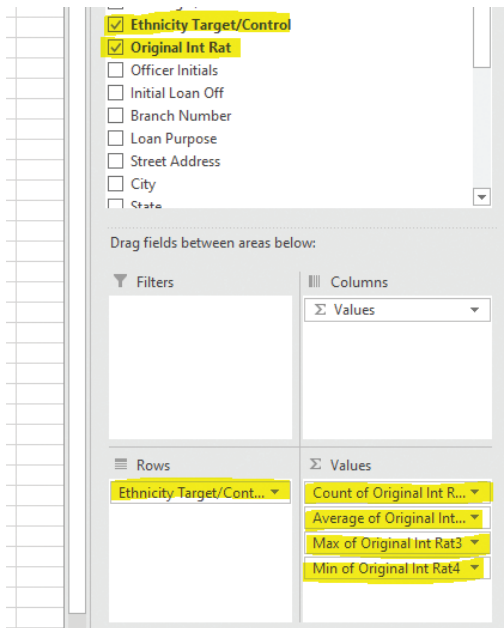 Ethnicity Target/Control
Original Int Rat
Officer Initials
Initial Loan Off
Branch Number
Loan Purpose
Street Address
City
State
Drag fields between areas below:
Filters
Columns
Σ Values
Rows
Σ Values
Ethnicity Target/Cont...
Count of Original Int R...
Average of Original Int...
Max of Original Int Rat3
Min of Original Int Rat4